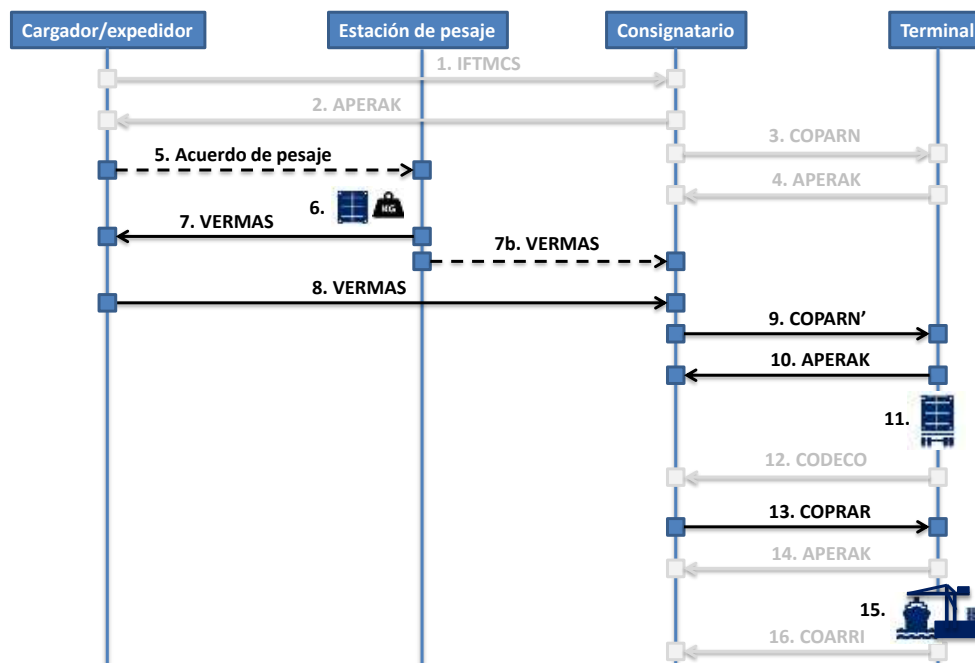 Cargador/expedidor
Estación de pesaje
Consignatario
Terminal
1. IFTMCS
2. APERAK
3. COPARN
5. Acuerdo de pesaje
4. APERAK
6.
KG
7. VERMAS
7b. VERMAS
8. VERMAS
9. COPARN’
10. APERAK
11.
12. CODECO
13. COPRAR
14. APERAK
15.
16. COARRI